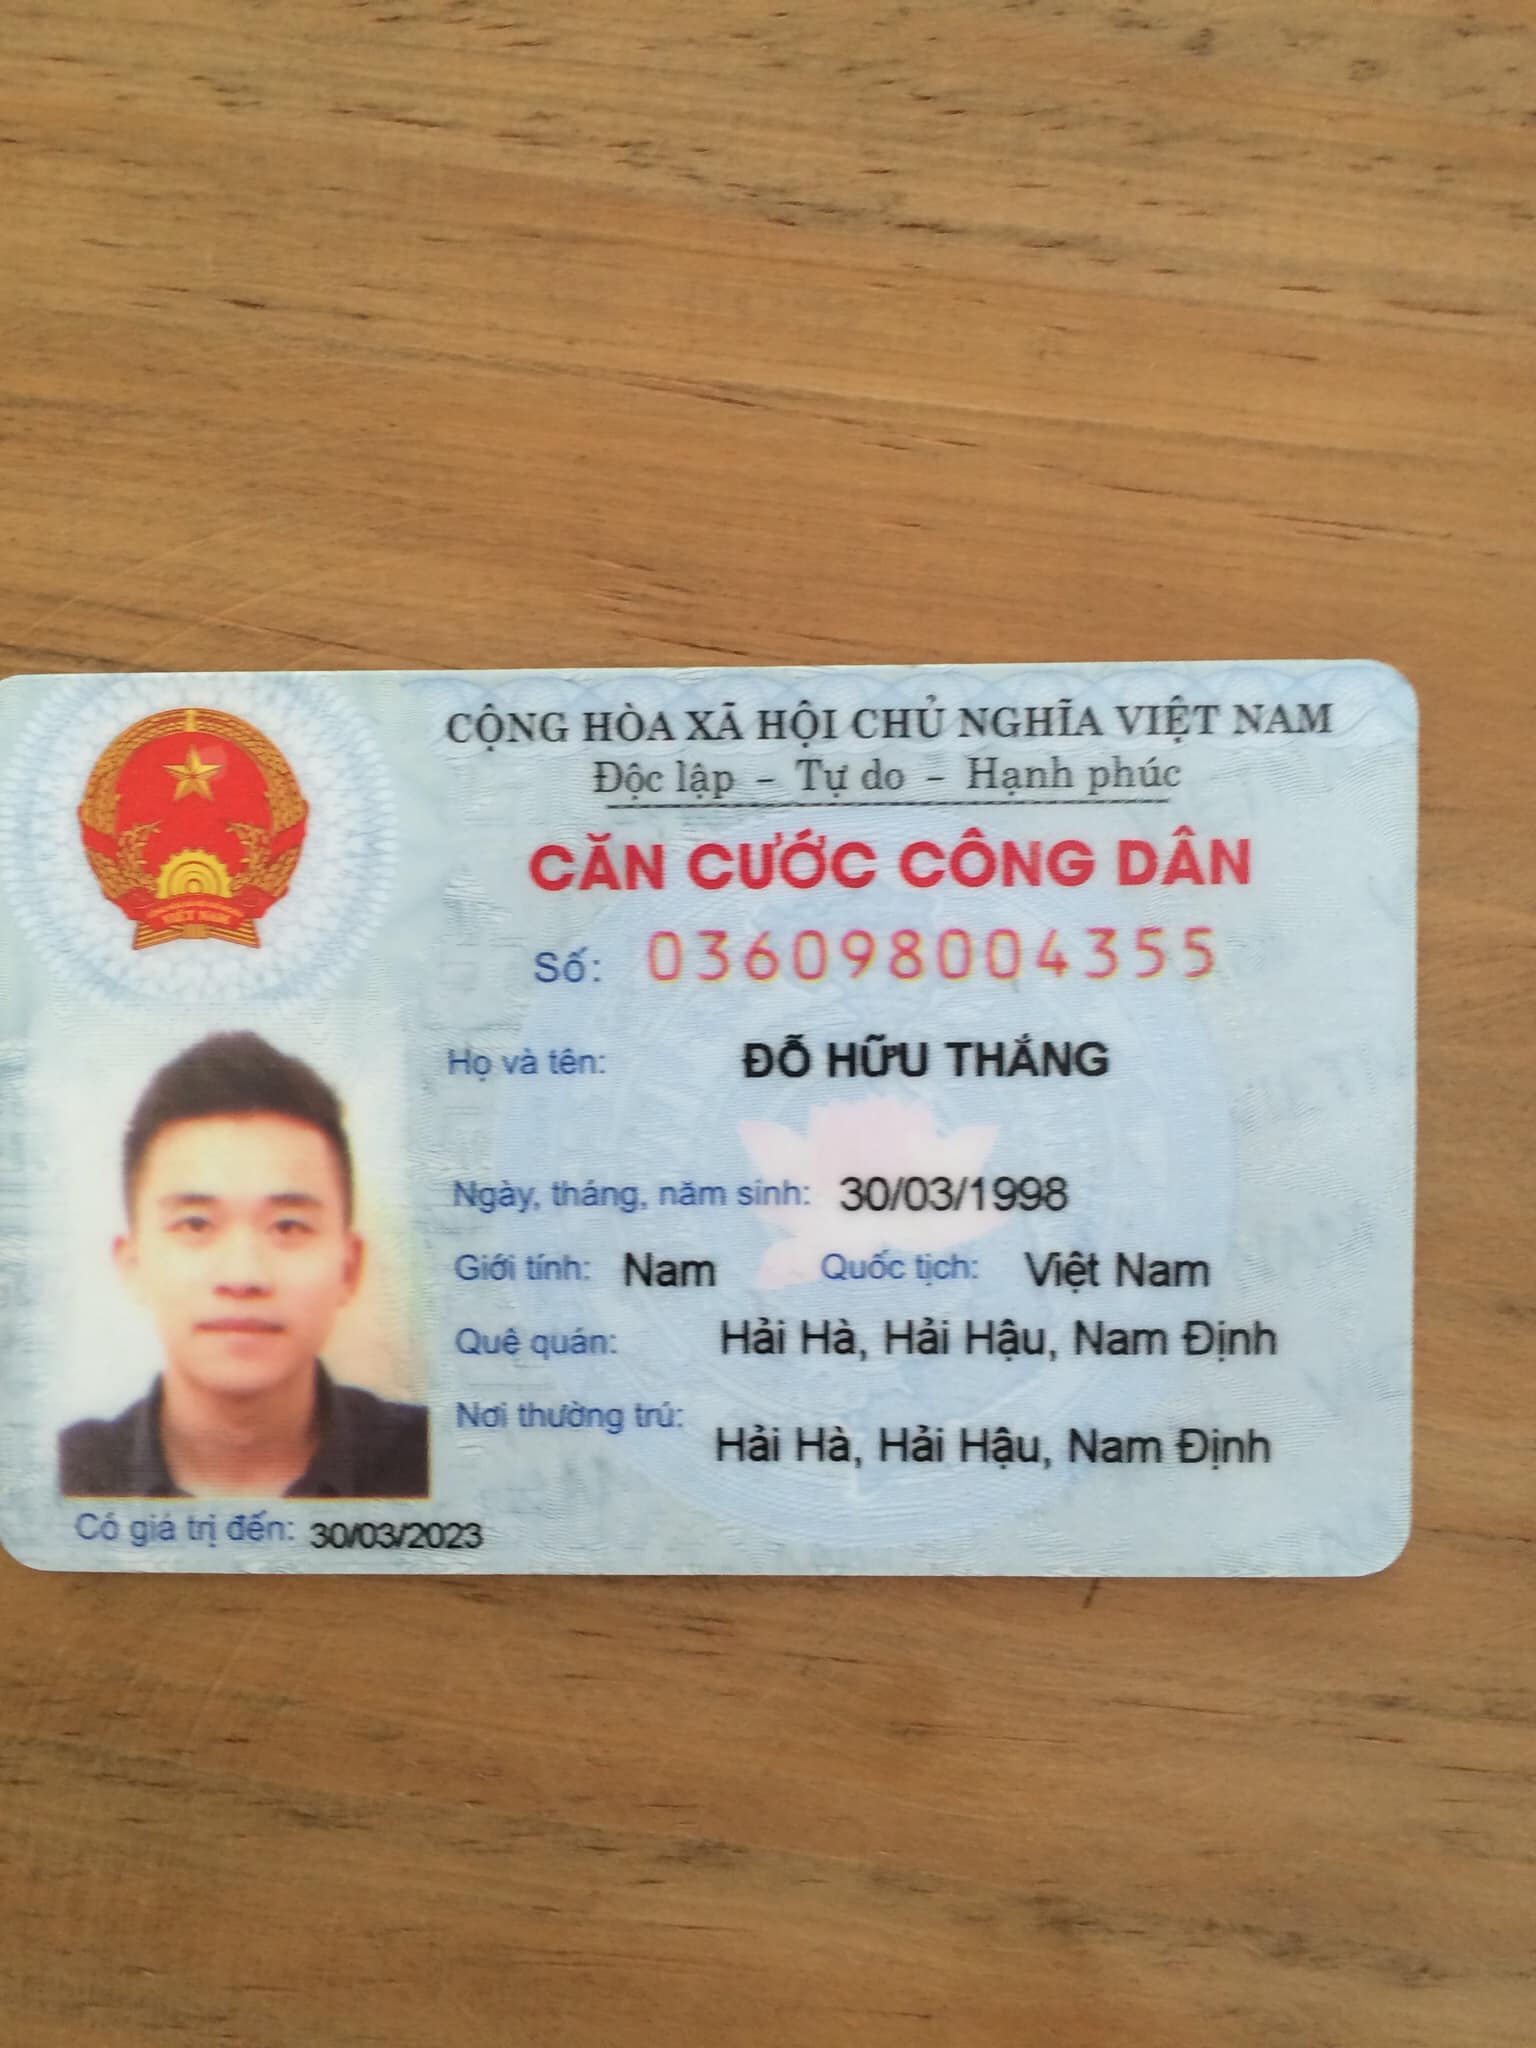 CỘNG HÒA XÃ HỘI CHỦ NGHĨA VIỆT NAM
Độc lập - Tự do - Hạnh phúc
CĂN CƯỚC CÔNG DÂN
Số: 036098004355
Họ và tên: ĐỖ HỮU THẮNG
Ngày, tháng, năm sinh: 30/03/1998
Giới tính: Nam Quốc tịch: Việt Nam
Quê quán: Hải Hà, Hải Hậu, Nam Định
Nơi thường trú:
Hải Hà, Hải Hậu, Nam Định
Có giá trị đến: 30/03/2023